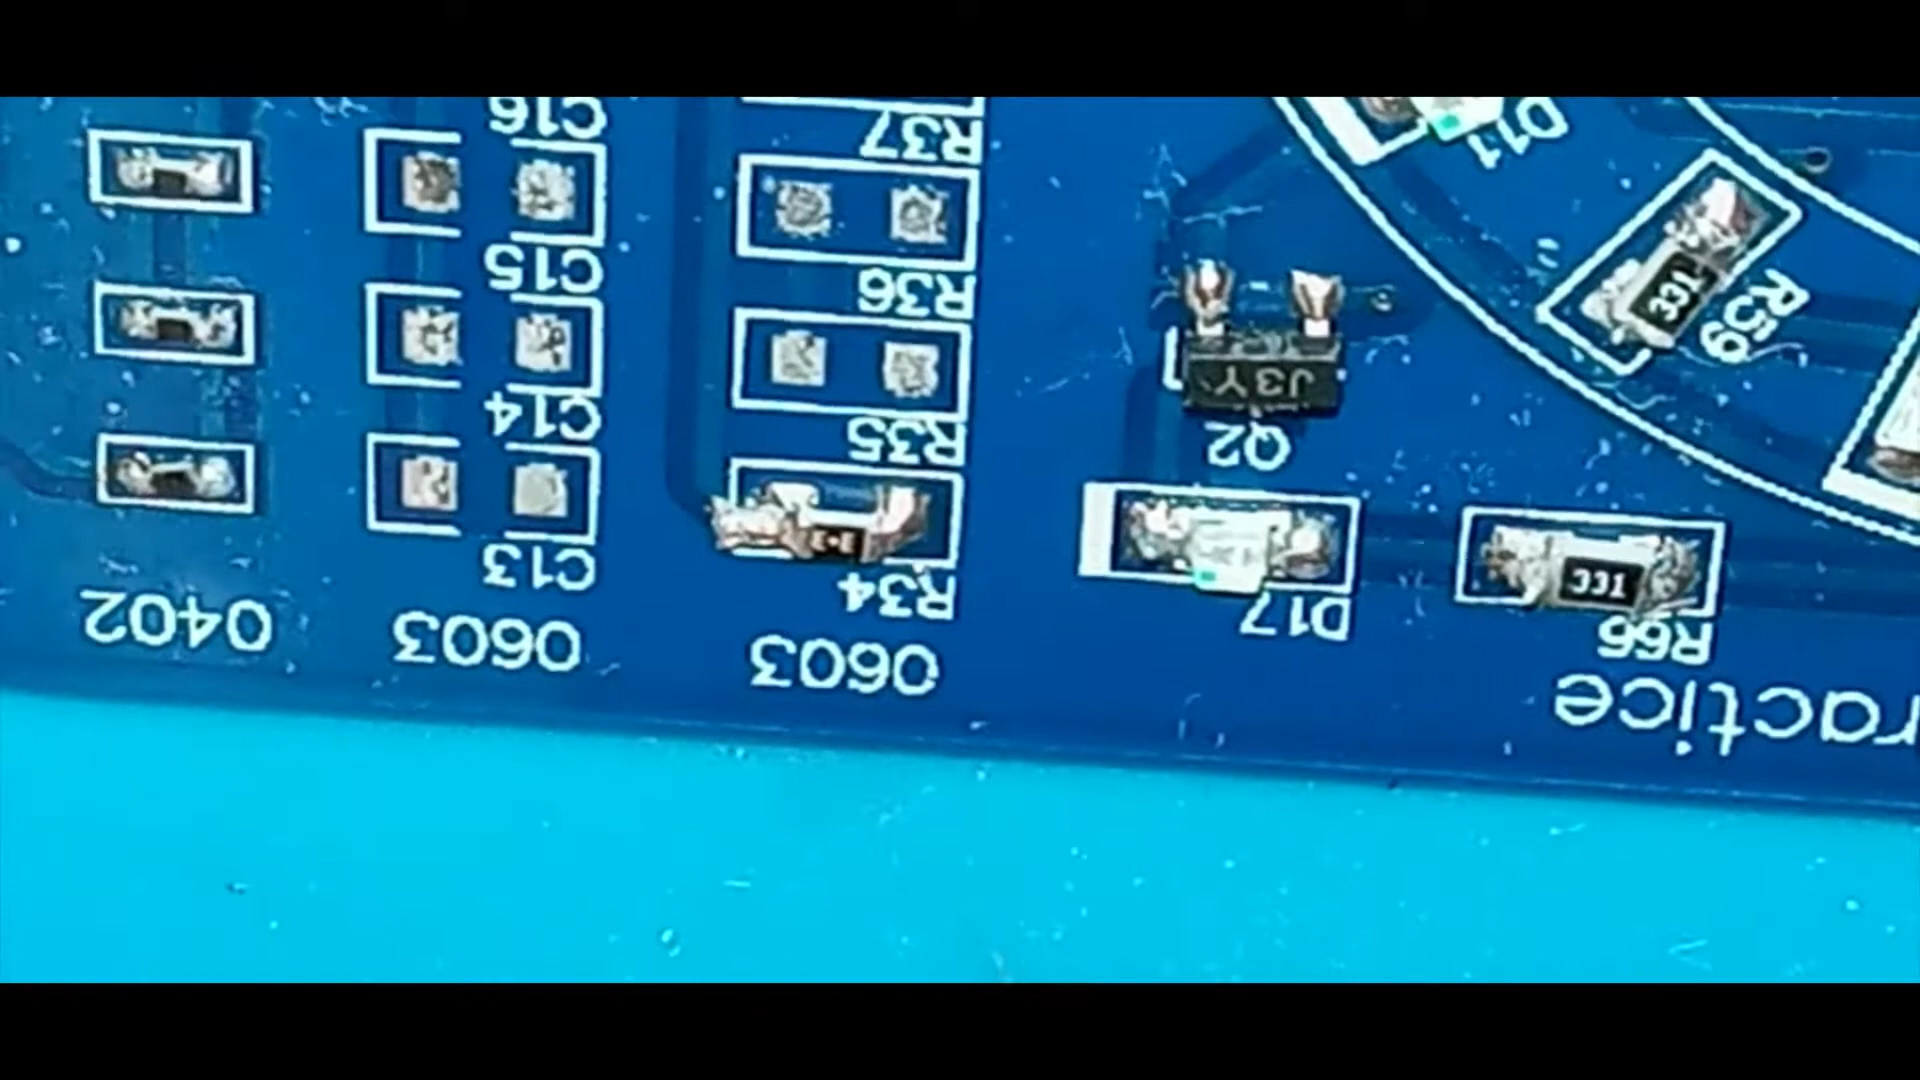 C16
R37
D11
C15
R36
R59
331
C14
R35
J3Y
Q2
C13
R34
D17
R66
331
0402
0603
0603
ractice